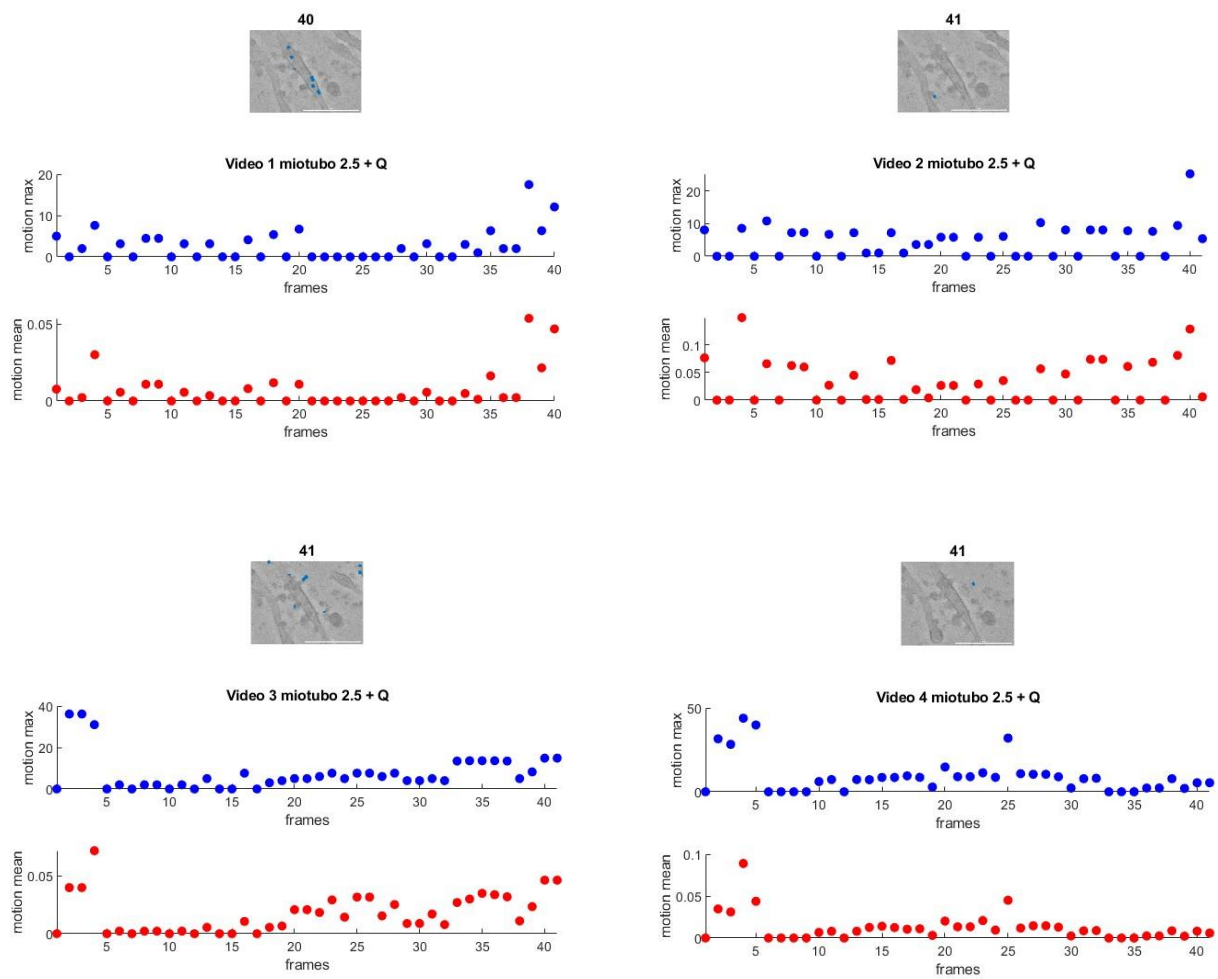 40
Video 1 miotubo 2.5 + Q
motion max
20
10
0
5 10 15 20 25 30 35 40
frames
motion mean
0.05
0
5 10 15 20 25 30 35 40
frames
41
Video 2 miotubo 2.5 + Q
motion max
20
10
0
5 10 15 20 25 30 35 40
frames
motion mean
0.1
0.05
0
5 10 15 20 25 30 35 40
frames
41
Video 3 miotubo 2.5 + Q
motion max
40
20
0
5 10 15 20 25 30 35 40
frames
motion mean
0.05
0
5 10 15 20 25 30 35 40
frames
41
Video 4 miotubo 2.5 + Q
motion max
50
0
5 10 15 20 25 30 35 40
frames
motion mean
0.1
0.05
0
5 10 15 20 25 30 35 40
frames